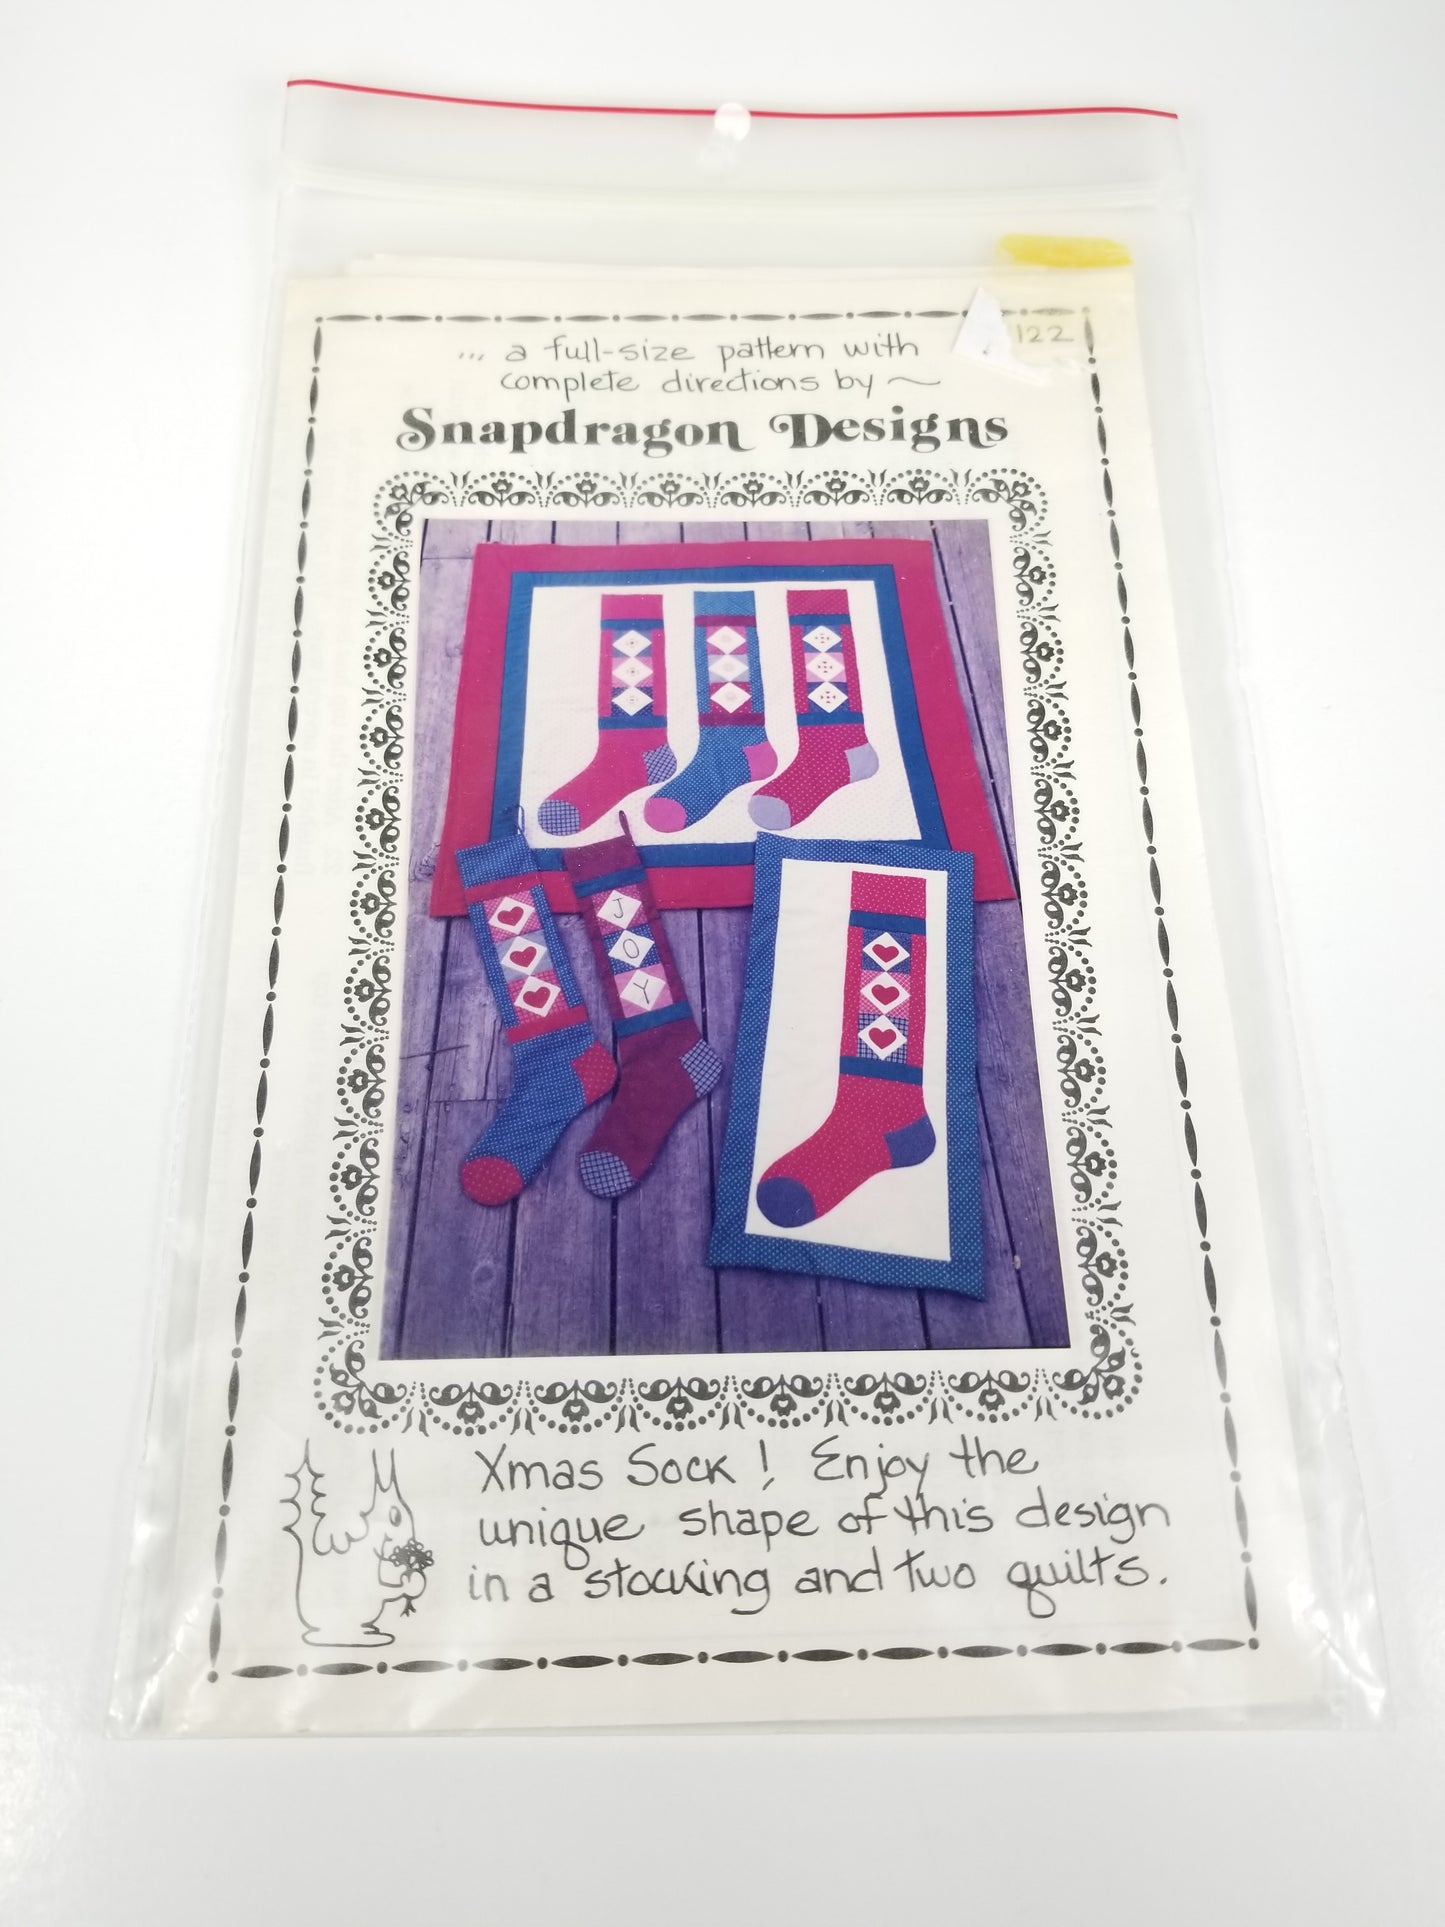 ... a full-size pattern with
122
complete directions by ~
Snapdragon Designs
J
O
Y
Xmas Sock! Enjoy the
unique shape of this design
in a stocking and two quilts.